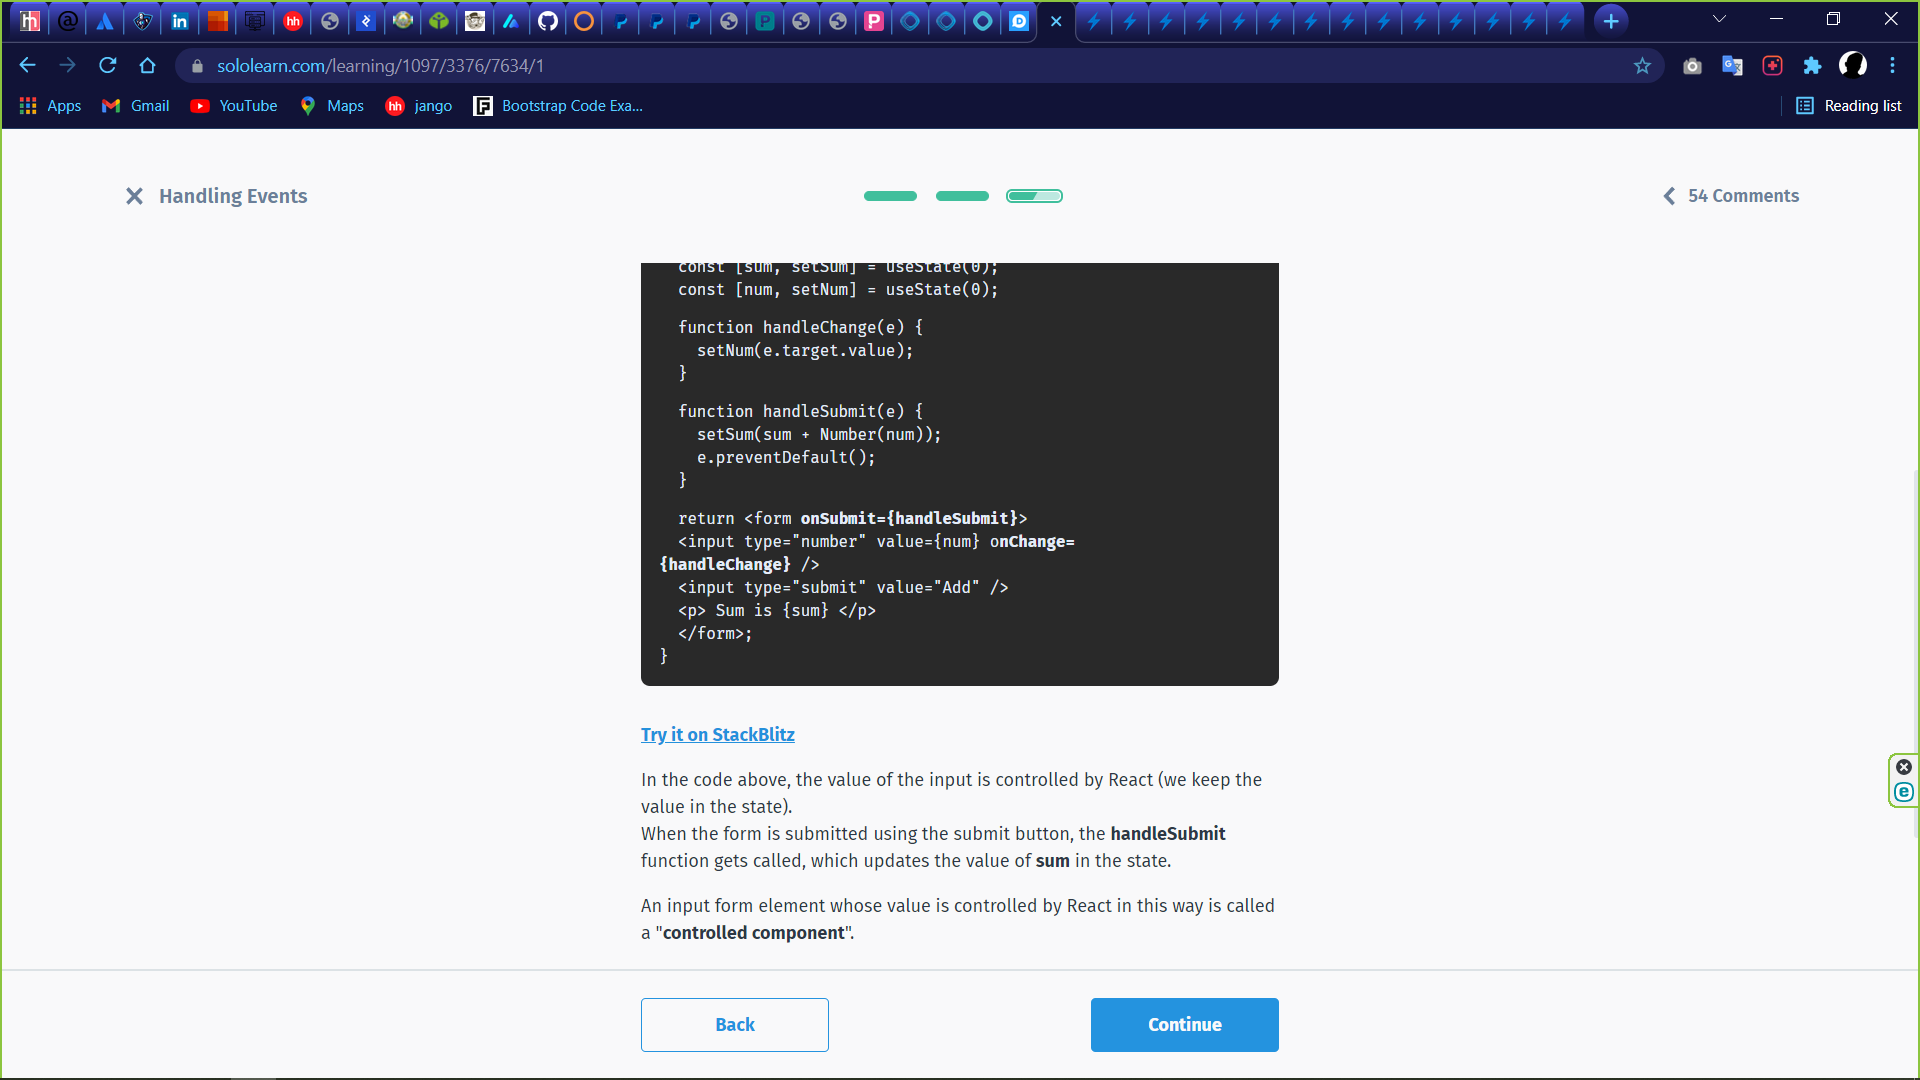 sololearn.com/learning/1097/3376/7634/1
Apps
Gmail
YouTube
Maps
jango
Bootstrap Code Exa...
Reading list
Handling Events
54 Comments
const [sum, setSum] = useState(0);
const [num, setNum] = useState(0);
function handleChange(e) {
setNum(e.target.value);
}
function handleSubmit(e) {
setSum(sum + Number(num));
e.preventDefault();
}
return <form onSubmit={handleSubmit}>
<input type="number" value={num} onChange=
{handleChange} />
<input type="submit" value="Add" />
<p> Sum is {sum} </p>
</form>;
}
Try it on StackBlitz
In the code above, the value of the input is controlled by React (we keep the
value in the state).
When the form is submitted using the submit button, the handleSubmit
function gets called, which updates the value of sum in the state.
An input form element whose value is controlled by React in this way is called
a "controlled component".
Back
Continue